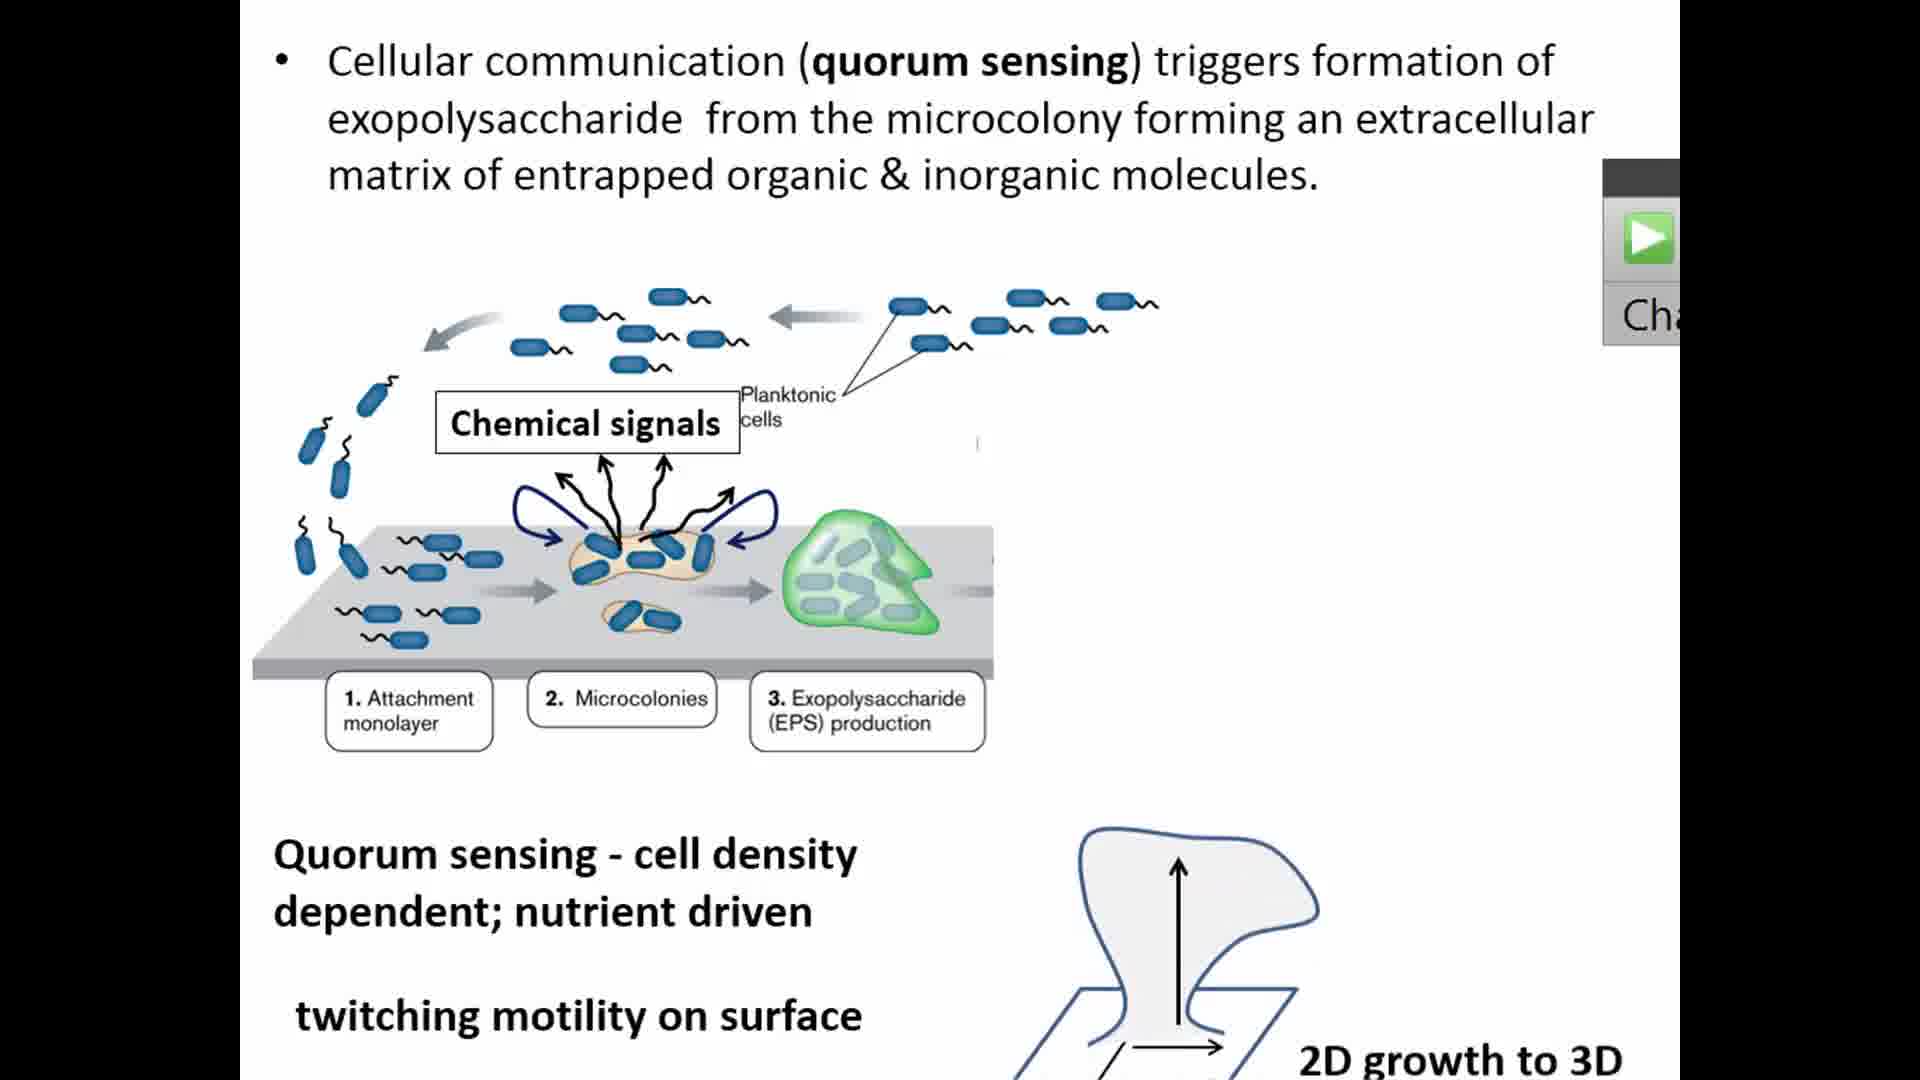 • Cellular communication (quorum sensing) triggers formation of
exopolysaccharide from the microcolony forming an extracellular
matrix of entrapped organic & inorganic molecules.
Cha
Planktonic
cells
Chemical signals
1. Attachment
monolayer
2. Microcolonies
3. Exopolysaccharide
(EPS) production
Quorum sensing - cell density
dependent; nutrient driven
twitching motility on surface
2D growth to 3D